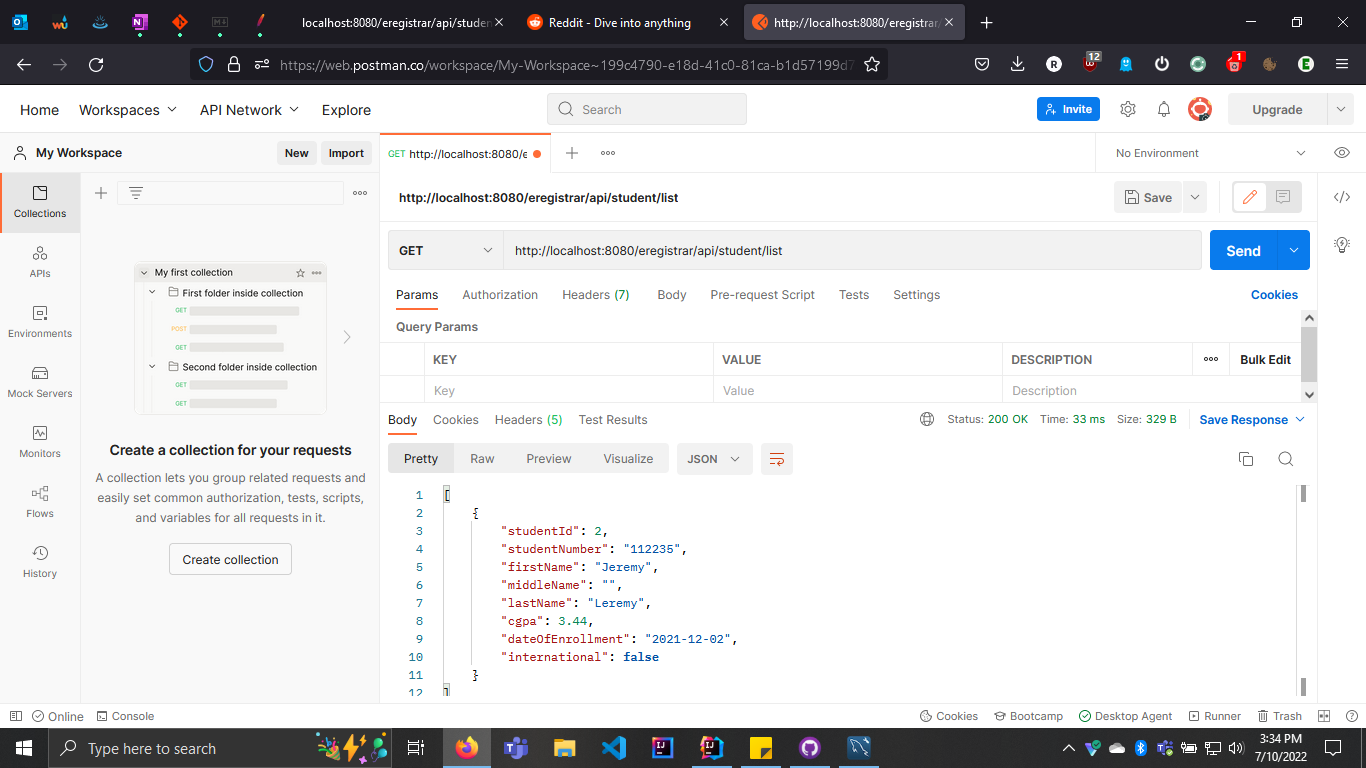 localhost:8080/eregistrar/api/studen
Reddit - Dive into anything
http://localhost:8080/eregistrar/
https://web.postman.co/workspace/My-Workspace~199c4790-e18d-41c0-81ca-b1d57199d7
12
1
Home
Workspaces
API Network
Explore
Search
Invite
Upgrade
My Workspace
New
Import
GET http://localhost:8080/e
No Environment
Collections
APIs
Environments
Mock Servers
Monitors
Flows
History
My first collection
First folder inside collection
GET
POST
GET
Second folder inside collection
GET
GET
Create a collection for your requests
A collection lets you group related requests and
easily set common authorization, tests, scripts,
and variables for all requests in it.
Create collection
http://localhost:8080/eregistrar/api/student/list
Save
GET
http://localhost:8080/eregistrar/api/student/list
Send
Params
Authorization
Headers (7)
Body
Pre-request Script
Tests
Settings
Cookies
Query Params
KEY
VALUE
DESCRIPTION
Bulk Edit
Key
Value
Description
Body
Cookies
Headers (5)
Test Results
Status: 200 OK
Time: 33 ms
Size: 329 B
Save Response
Pretty
Raw
Preview
Visualize
JSON
1 [
2 {
3 "studentId": 2,
4 "studentNumber": "112235",
5 "firstName": "Jeremy",
6 "middleName": "",
7 "lastName": "Leremy",
8 "cgpa": 3.44,
9 "dateOfEnrollment": "2021-12-02",
10 "international": false
11 }
12 ]
Online
Console
Cookies
Bootcamp
Desktop Agent
Runner
Trash
Type here to search
3:34 PM
7/10/2022